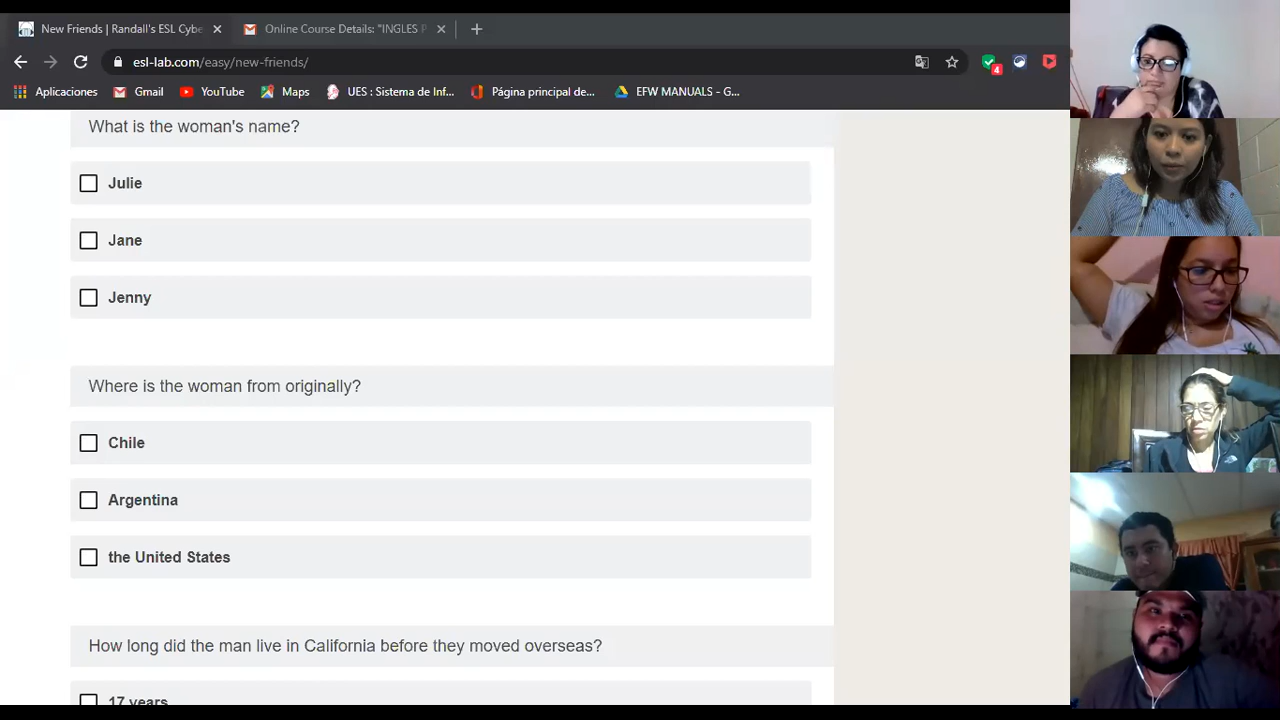 New Friends | Randall's ESL Cybe
Online Course Details: "INGLES P
esl-lab.com/easy/new-friends/
4
Aplicaciones
Gmail
YouTube
Maps
UES : Sistema de Inf...
Página principal de...
EFW MANUALS - G...
What is the woman's name?
Julie
Jane
Jenny
Where is the woman from originally?
Chile
Argentina
the United States
How long did the man live in California before they moved overseas?
17 years